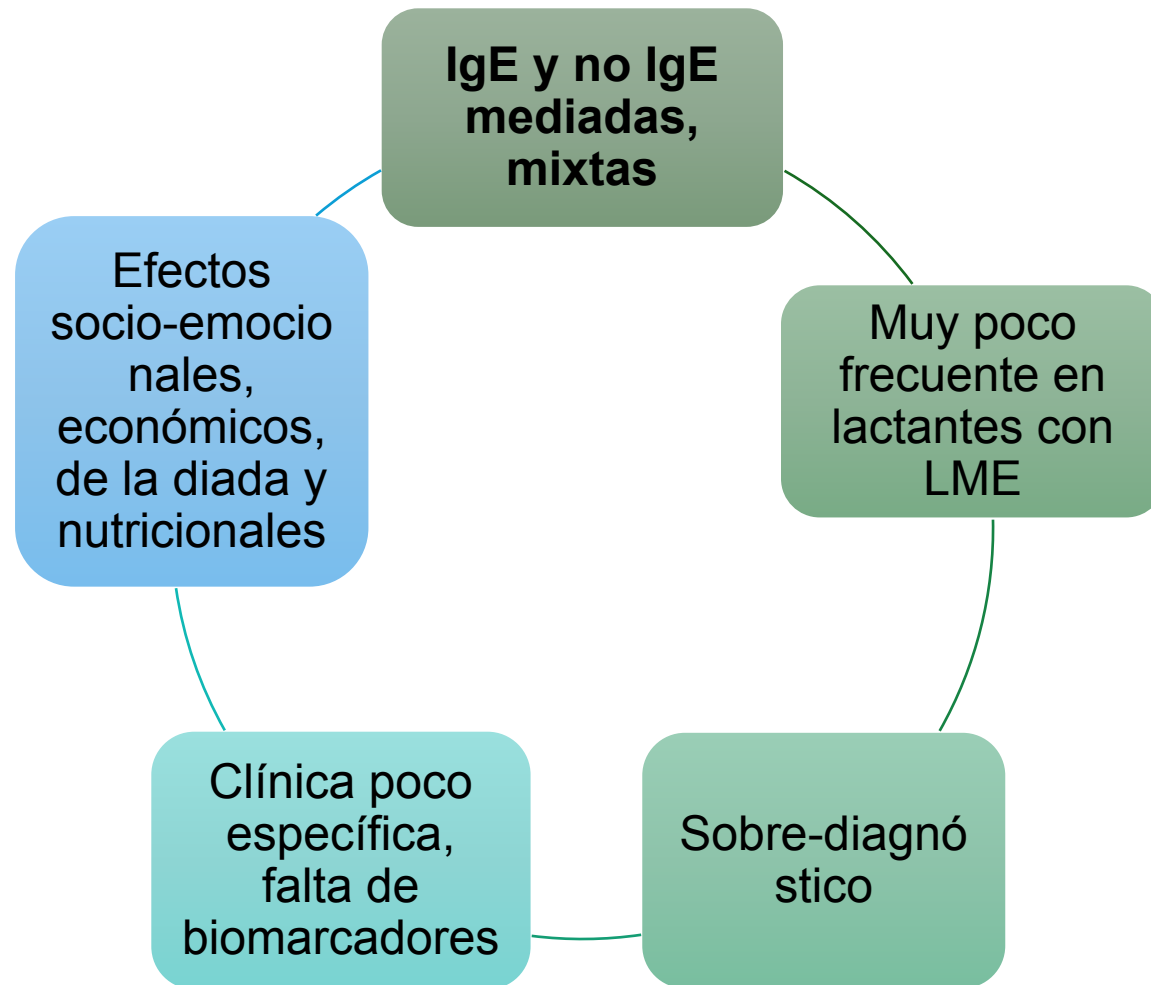 IgE y no IgE
mediadas,
mixtas
Muy poco
frecuente en
lactantes con
LME
Sobre-diagnó
stico
Clínica poco
específica,
falta de
biomarcadores
Efectos
socio-emocio
nales,
económicos,
de la diada y
nutricionales